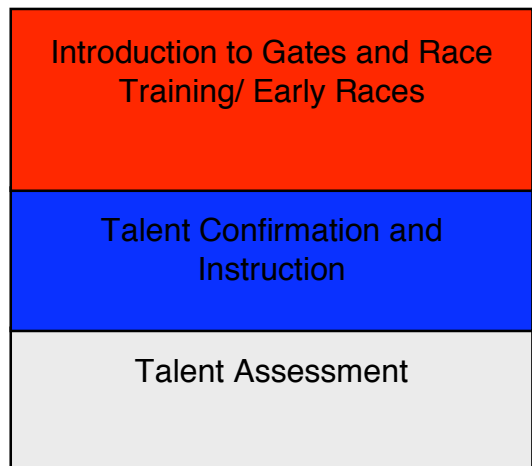 Introduction to Gates and Race
Training/ Early Races
Talent Confirmation and
Instruction
Talent Assessment